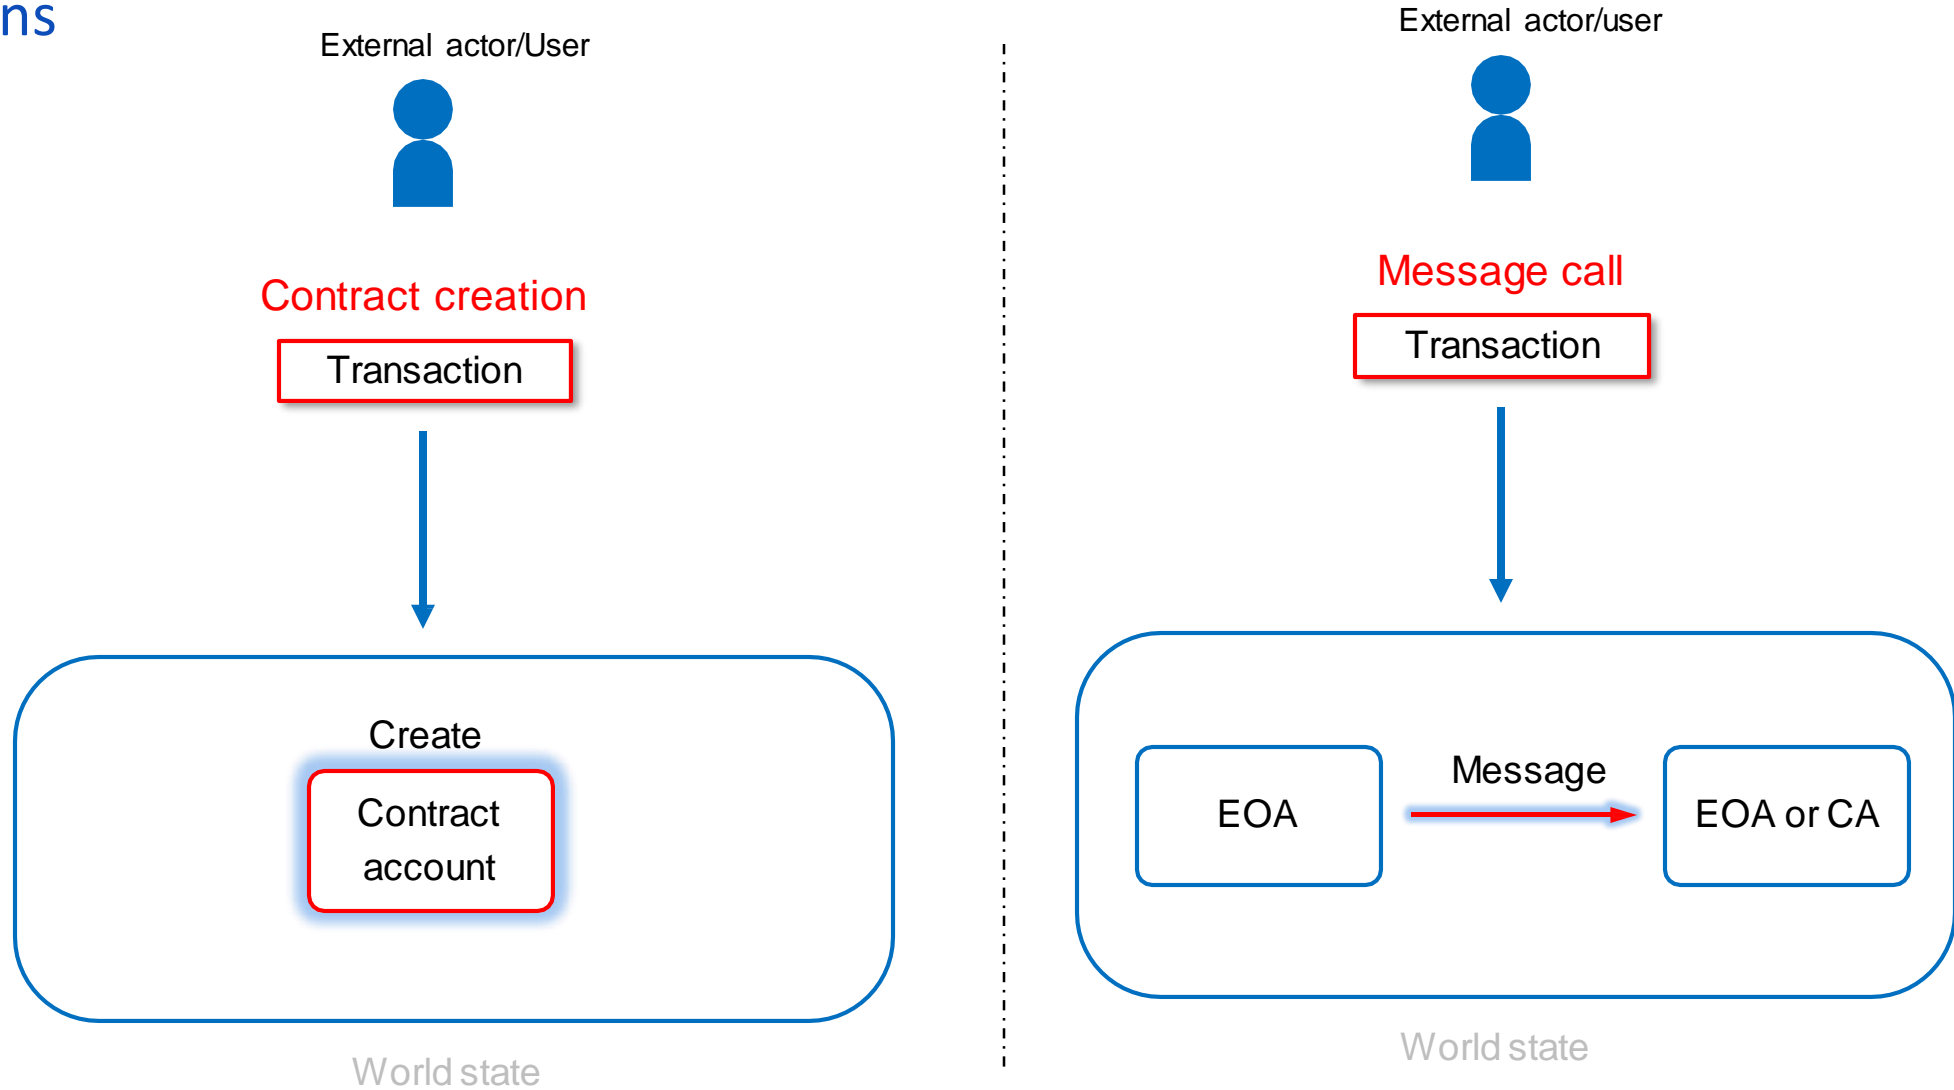 ns
External actor/User
Contract creation
Transaction
Create
Contract
account
World state
External actor/user
Message call
Transaction
EOA
Message
EOA or CA
World state